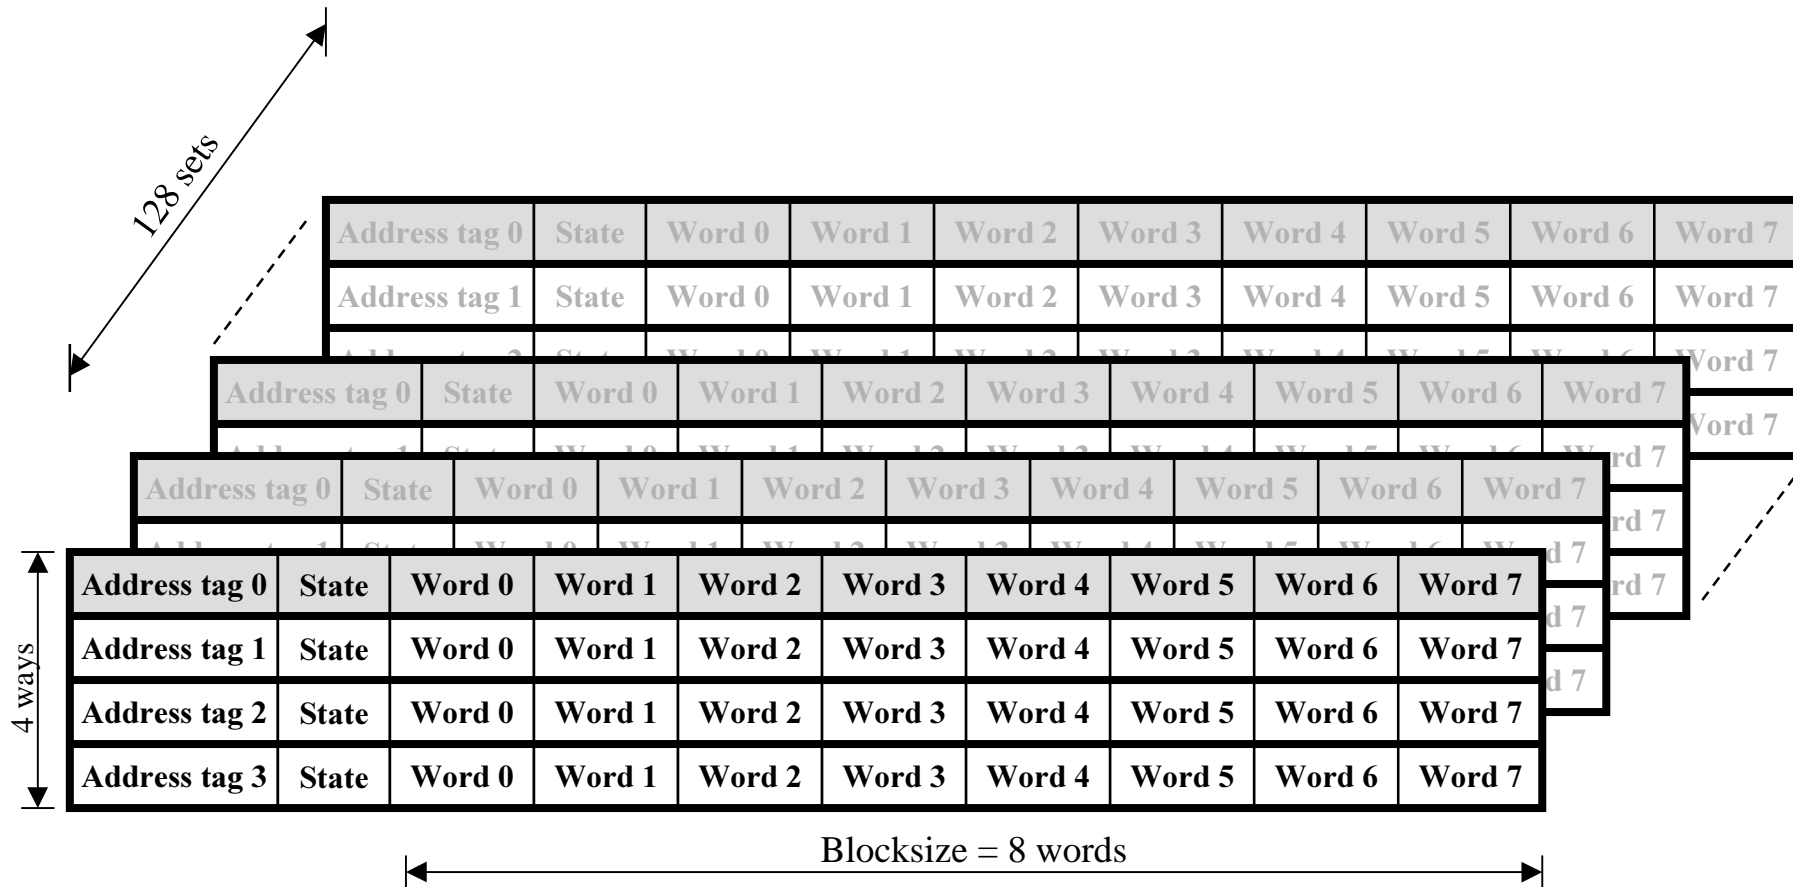 128 sets
Address tag 0 State Word 0 Word 1 Word 2 Word 3 Word 4 Word 5 Word 6 Word 7
Address tag 1 State Word 0 Word 1 Word 2 Word 3 Word 4 Word 5 Word 6 Word 7
Word 7
Address tag 0 State Word 0 Word 1 Word 2 Word 3 Word 4 Word 5 Word 6 Word 7
Word 7
Address tag 0 State Word 0 Word 1 Word 2 Word 3 Word 4 Word 5 Word 6 Word 7
4 ways
Address tag 0 State Word 0 Word 1 Word 2 Word 3 Word 4 Word 5 Word 6 Word 7
Address tag 1 State Word 0 Word 1 Word 2 Word 3 Word 4 Word 5 Word 6 Word 7
Address tag 2 State Word 0 Word 1 Word 2 Word 3 Word 4 Word 5 Word 6 Word 7
Address tag 3 State Word 0 Word 1 Word 2 Word 3 Word 4 Word 5 Word 6 Word 7
Blocksize = 8 words